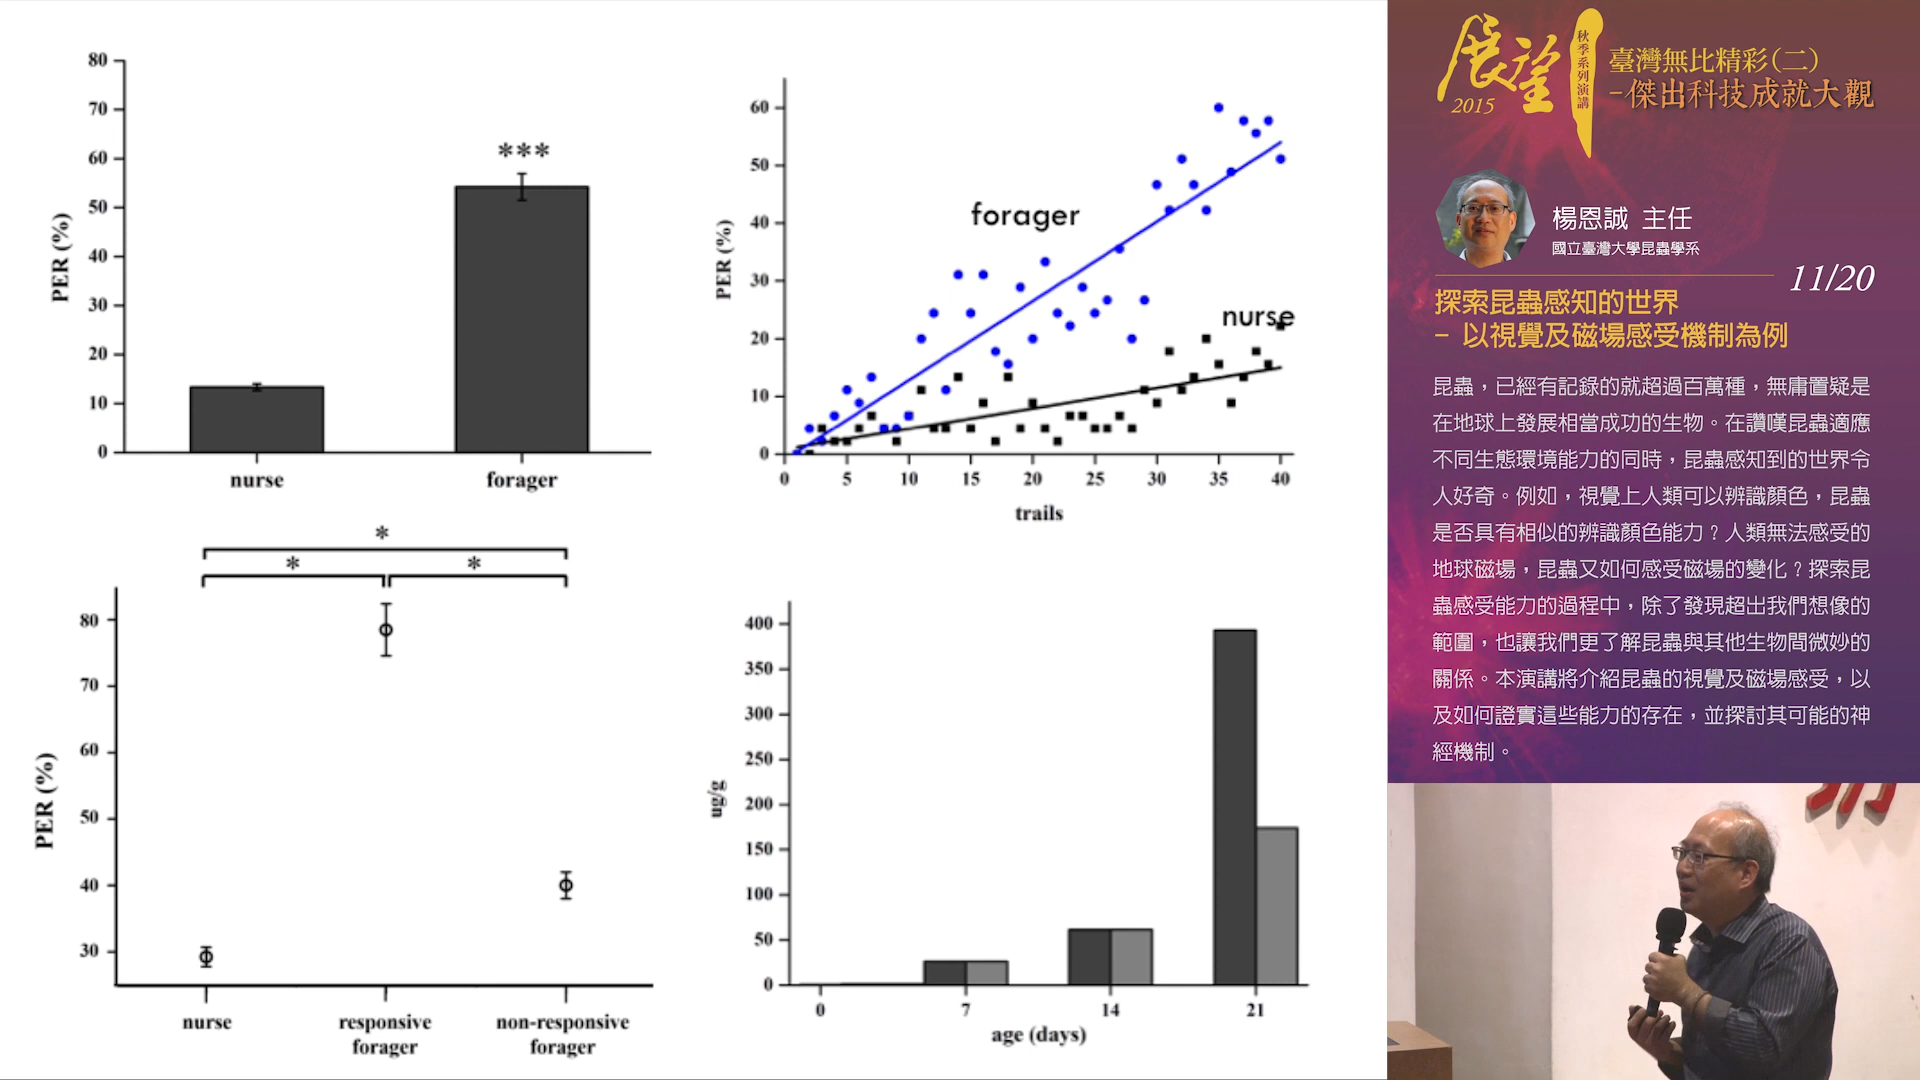 80
70
60
50
40
30
20
10
0
PER (%)
***
nurse
forager
60
50
40
30
20
10
0
PER (%)
forager
nurse
0
5
10
15
20
25
30
35
40
trails
*
*
*
80
70
60
50
40
30
PER (%)
nurse
responsive
forager
non-responsive
forager
400
350
300
250
200
150
100
50
0
ug/g
0
7
14
21
age (days)
展望
2015
秋季系列演講
臺灣無比精彩(二)
-傑出科技成就大觀
楊恩誠 主任
國立臺灣大學昆蟲學系
11/20
探索昆蟲感知的世界
- 以視覺及磁場感受機制為例
昆蟲，已經有記錄的就超過百萬種，無庸置疑是
在地球上發展相當成功的生物。在讚嘆昆蟲適應
不同生態環境能力的同時，昆蟲感知到的世界令
人好奇。例如，視覺上人類可以辨識顏色，昆蟲
是否具有相似的辨識顏色能力？人類無法感受的
地球磁場，昆蟲又如何感受磁場的變化？探索昆
蟲感受能力的過程中，除了發現超出我們想像的
範圍，也讓我們更了解昆蟲與其他生物間微妙的
關係。本演講將介紹昆蟲的視覺及磁場感受，以
及如何證實這些能力的存在，並探討其可能的神
經機制。